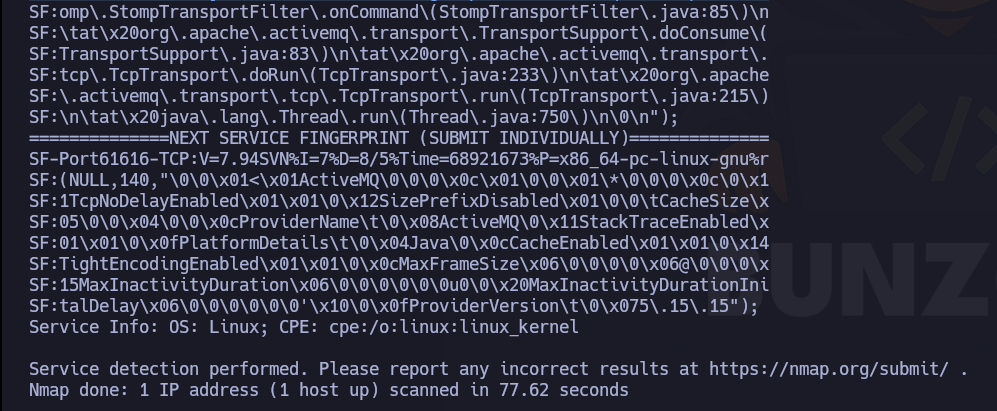 SF:omp\.StompTransportFilter\.onCommand\(StompTransportFilter\.java:85\)\n
SF:\tat\x20org\.apache\.activemq\.transport\.TransportSupport\.doConsume\(
SF:TransportSupport\.java:83\)\n\tat\x20org\.apache\.activemq\.transport\.
SF:tcp\.TcpTransport\.doRun\(TcpTransport\.java:233\)\n\tat\x20org\.apache
SF:\.activemq\.transport\.tcp\.TcpTransport\.run\(TcpTransport\.java:215\)
SF:\n\tat\x20java\.lang\.Thread\.run\(Thread\.java:750\)\n\0\n");
==============NEXT SERVICE FINGERPRINT (SUBMIT INDIVIDUALLY)==============
SF-Port61616-TCP:V=7.94SVN%I=7%D=8/5%Time=68921673%P=x86_64-pc-linux-gnu%r
SF:(NULL,140,"\0\0\x01<\x01ActiveMQ\0\0\0\x0c\x01\0\0\x01\*\0\0\0\x0c\0\x1
SF:1TcpNoDelayEnabled\x01\x01\0\x12SizePrefixDisabled\x01\0\0\tCacheSize\x
SF:05\0\0\x04\0\0\x0cProviderName\t\0\x08ActiveMQ\0\x11StackTraceEnabled\x
SF:01\x01\0\x0fPlatformDetails\t\0\x04Java\0\x0cCacheEnabled\x01\x01\0\x14
SF:TightEncodingEnabled\x01\x01\0\x0cMaxFrameSize\x06\0\0\0\0\x06@\0\0\0\x
SF:15MaxInactivityDuration\x06\0\0\0\0\0\0u0\0\x20MaxInactivityDurationIni
SF:talDelay\x06\0\0\0\0\0\0'\x10\0\x0fProviderVersion\t\0\x075\.15\.15");
Service Info: OS: Linux; CPE: cpe:/o:linux:linux_kernel
Service detection performed. Please report any incorrect results at https://nmap.org/submit/ .
Nmap done: 1 IP address (1 host up) scanned in 77.62 seconds
</>
BUNZ